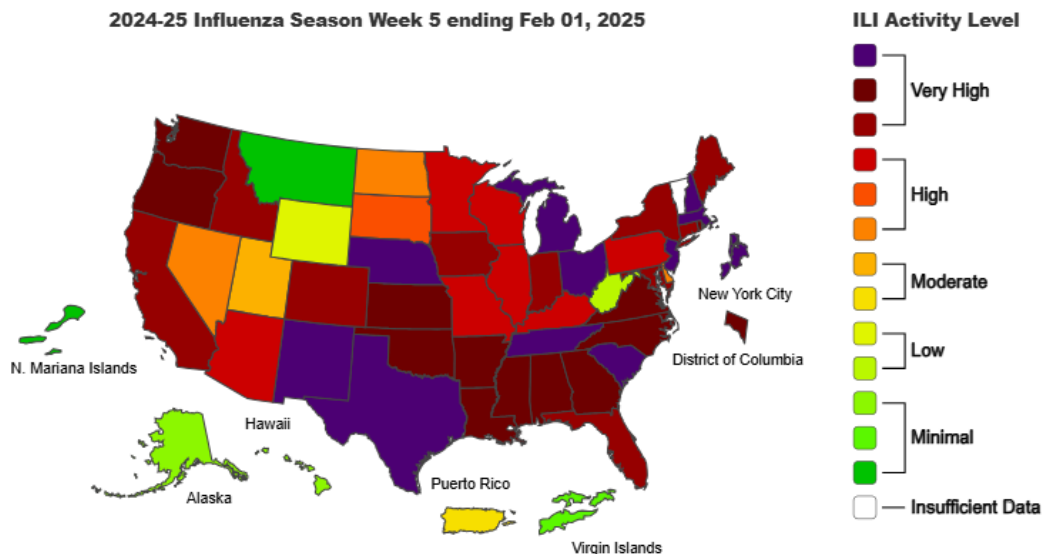 2024-25 Influenza Season Week 5 ending Feb 01, 2025
ILI Activity Level
Very High
High
Moderate
Low
Minimal
Insufficient Data
New York City
District of Columbia
N. Mariana Islands
Hawaii
Alaska
Puerto Rico
Virgin Islands